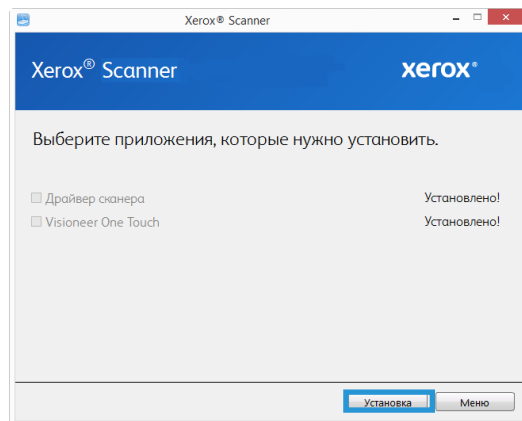 Xerox® Scanner
Xerox® Scanner
xerox®
Выберите приложения, которые нужно установить.
Драйвер сканера Установлено!
Visioneer One Touch Установлено!
Установка Меню